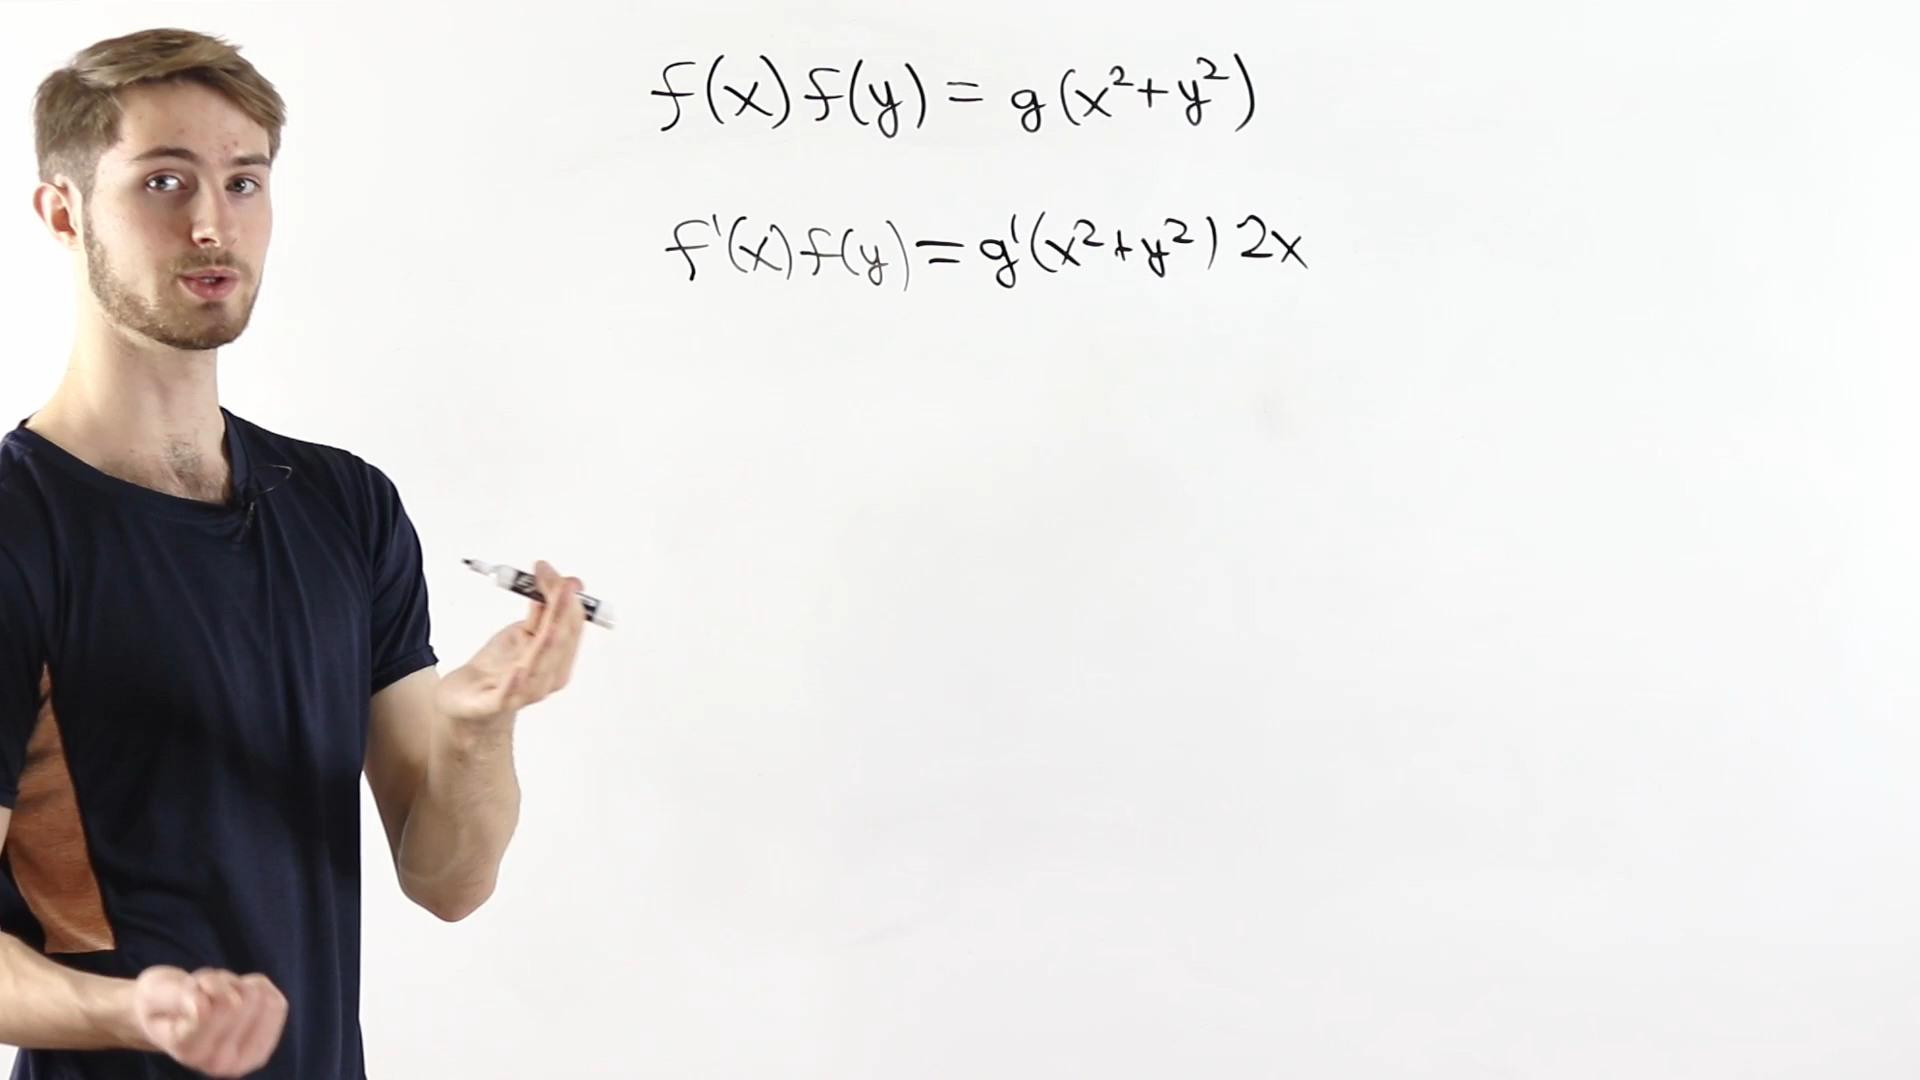 f(x) f(y) = g(x²+y²)
f'(x) f(y) = g'(x²+y²) 2x